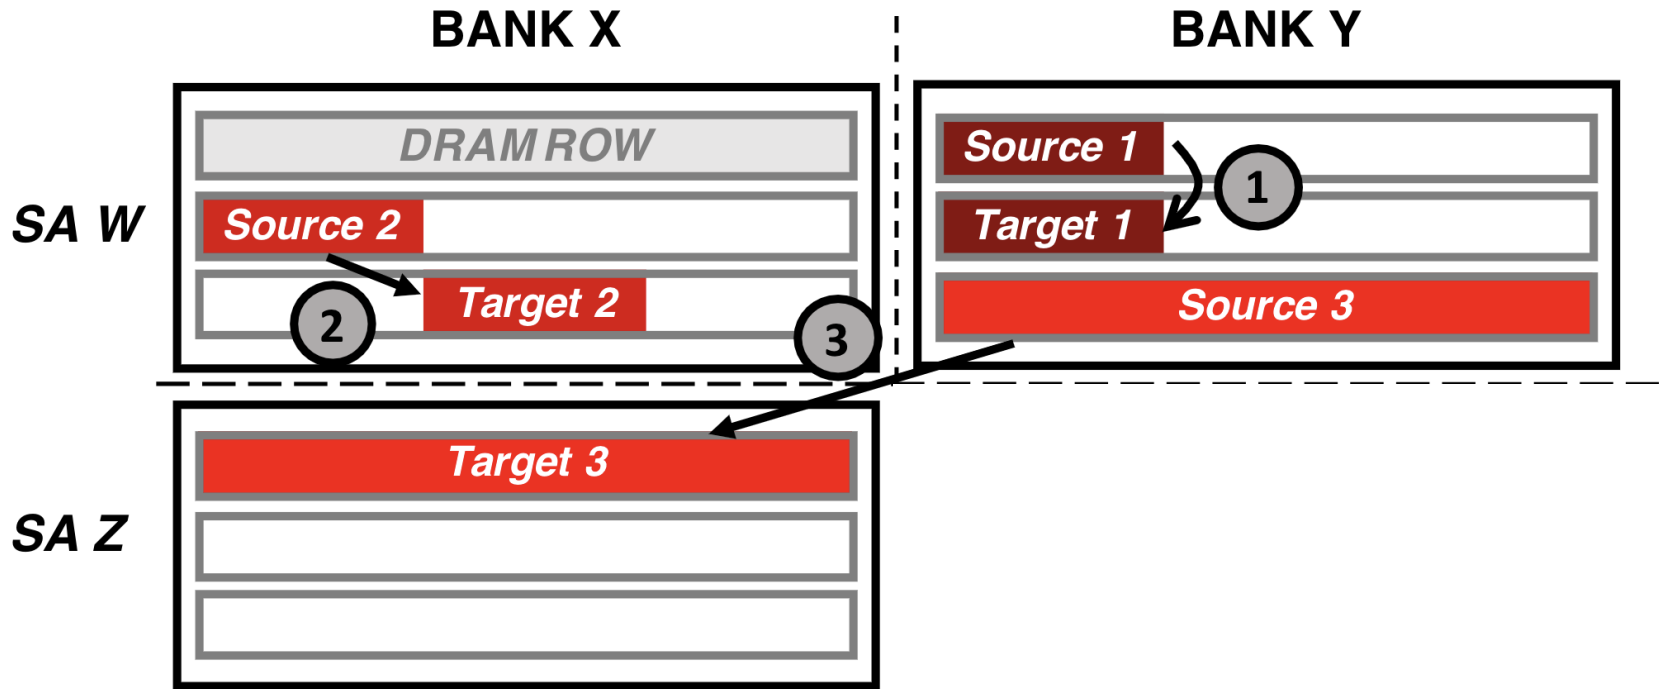 BANK X
BANK Y
DRAM ROW
Source 1
1
SA W
Source 2
Target 1
Target 2
Source 3
2
3
Target 3
SA Z